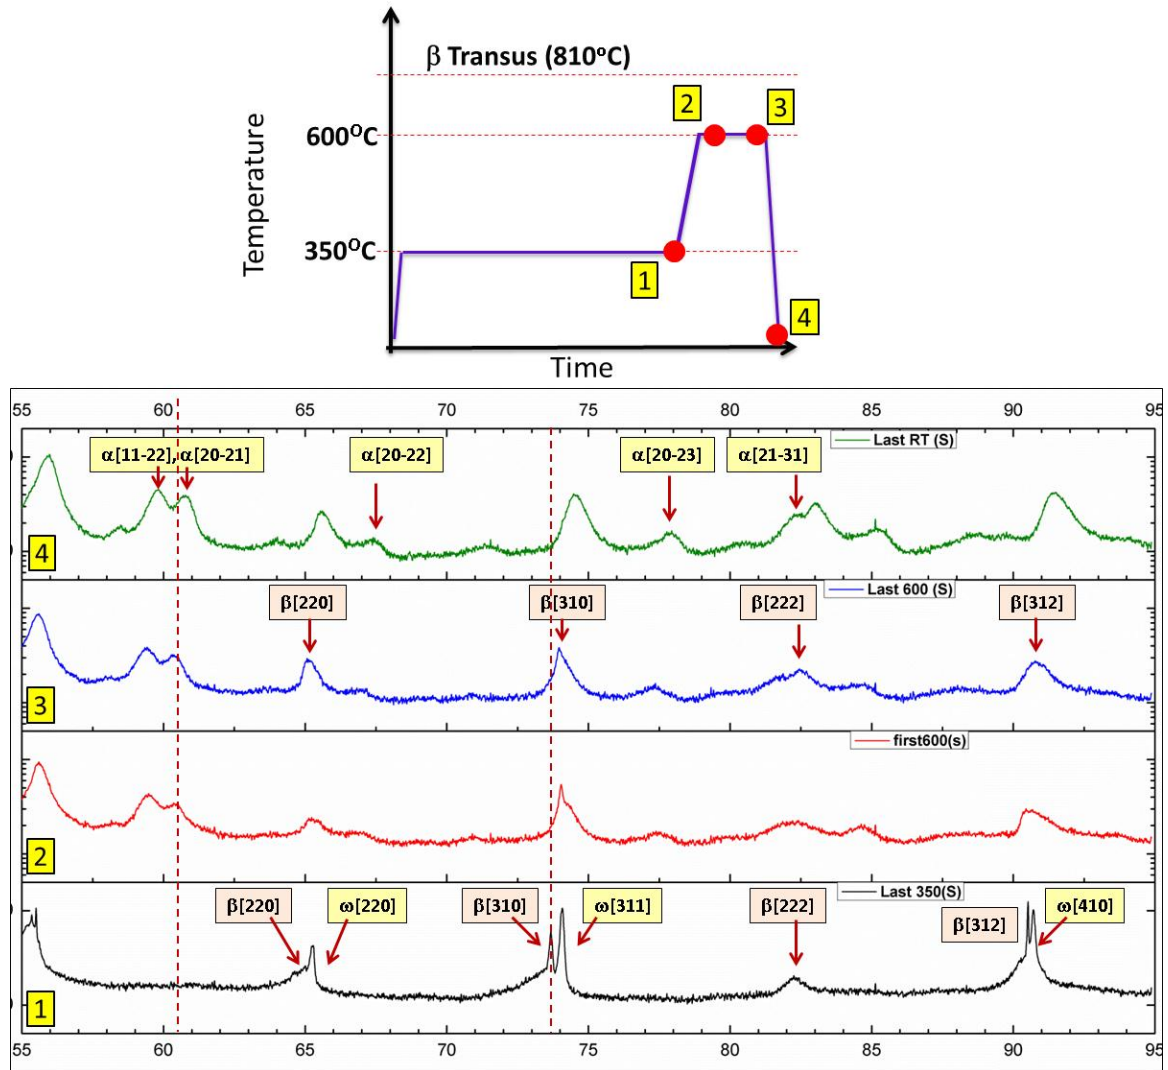 β Transus (810°C)
2
3
600°C
350°C
1
4
Temperature
Time
55 60 65 70 75 80 85 90 95
Last RT (S)
α[11-22], α[20-21]
α[20-22]
α[20-23]
α[21-31]
4
Last 600 (S)
β[220]
β[310]
β[222]
β[312]
3
first600(s)
2
Last 350(S)
β[220]
ω[220]
β[310]
ω[311]
β[222]
β[312]
ω[410]
1
55 60 65 70 75 80 85 90 95